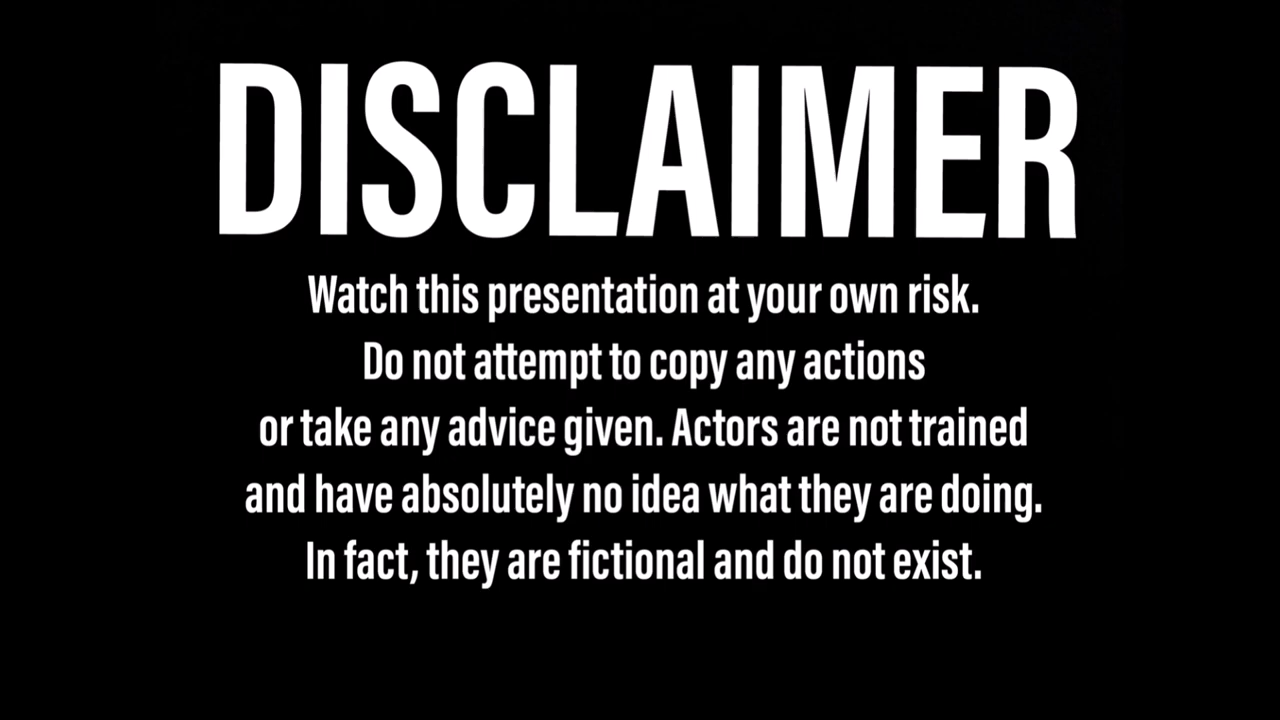 DISCLAIMER
Watch this presentation at your own risk.
Do not attempt to copy any actions
or take any advice given. Actors are not trained
and have absolutely no idea what they are doing.
In fact, they are fictional and do not exist.